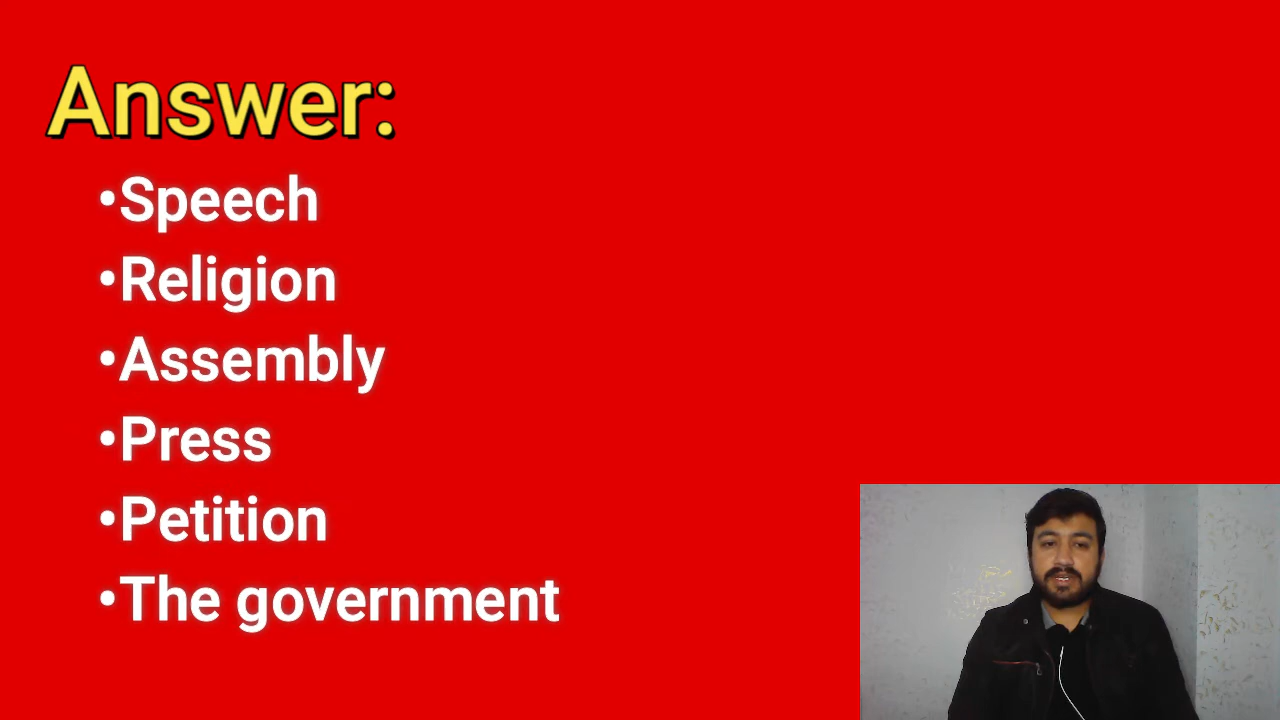 Answer:
•Speech
•Religion
•Assembly
•Press
•Petition
•The government